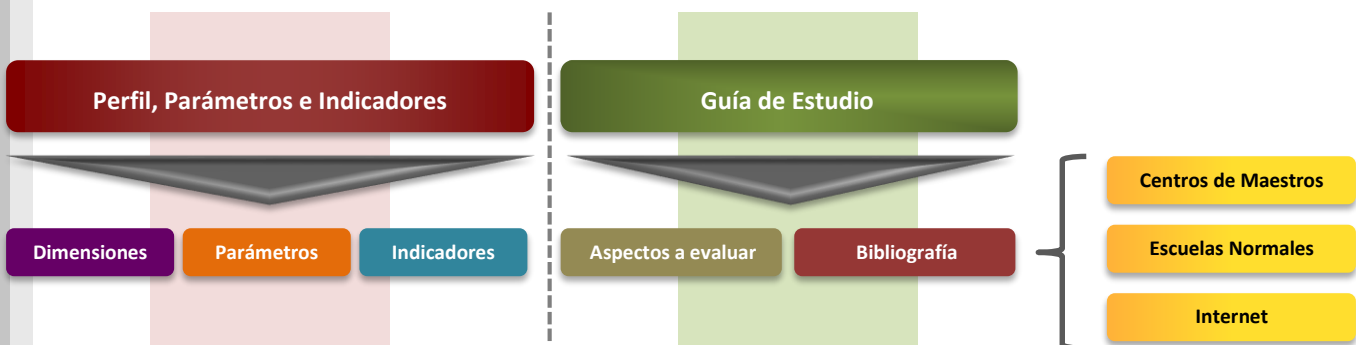 Perfil, Parámetros e Indicadores
Guía de Estudio
Dimensiones
Parámetros
Indicadores
Aspectos a evaluar
Bibliografía
Centros de Maestros
Escuelas Normales
Internet